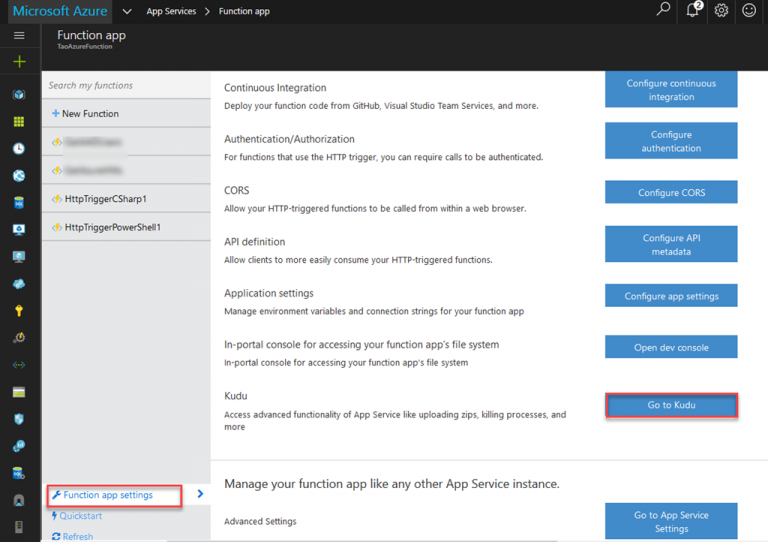 Microsoft Azure
App Services > Function app
2
Function app
TaoAzureFunction
Search my functions
+ New Function
HttpTriggerCSharp1
HttpTriggerPowerShell1
Function app settings
Quickstart
Refresh
Continuous Integration
Deploy your function code from GitHub, Visual Studio Team Services, and more.
Configure continuous
integration
Authentication/Authorization
For functions that use the HTTP trigger, you can require calls to be authenticated.
Configure
authentication
CORS
Allow your HTTP-triggered functions to be called from within a web browser.
Configure CORS
API definition
Allow clients to more easily consume your HTTP-triggered functions.
Configure API
metadata
Application settings
Manage environment variables and connection strings for your function app
Configure app settings
In-portal console for accessing your function app's file system
In-portal console for accessing your function app's file system
Open dev console
Kudu
Access advanced functionality of App Service like uploading zips, killing processes, and
more
Go to Kudu
Manage your function app like any other App Service instance.
Advanced Settings
Go to App Service
Settings